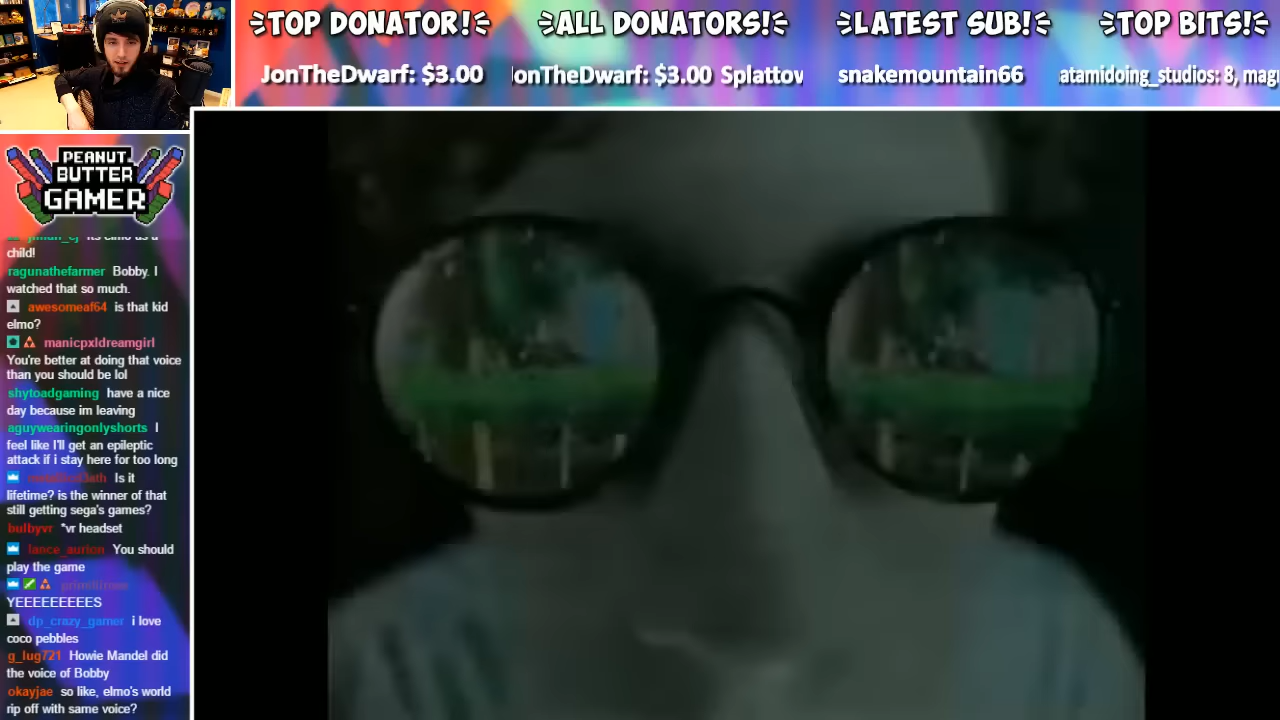 TOP DONATOR!
ALL DONATORS!
LATEST SUB!
TOP BITS!
JonTheDwarf: $3.00
onTheDwarf: $3.00 Splattov
snakemountain66
atamidoing_studios: 8, mag
PEANUT
BUTTER
GAMER
child!
ragunathefarmer Bobby. I
watched that so much.
awesomeaf64 is that kid
elmo?
manicpxldreamgirl
You're better at doing that voice
than you should be lol
shytoadgaming have a nice
day because im leaving
aguywearingonlyshorts I
feel like I'll get an epileptic
attack if i stay here for too long
Is it
lifetime? is the winner of that
still getting sega's games?
bulbyvr *vr headset
lance_aurion You should
play the game
YEEEEEEEEES
dp_crazy_gamer i love
coco pebbles
g_lug721 Howie Mandel did
the voice of Bobby
okayjae so like, elmo's world
rip off with same voice?